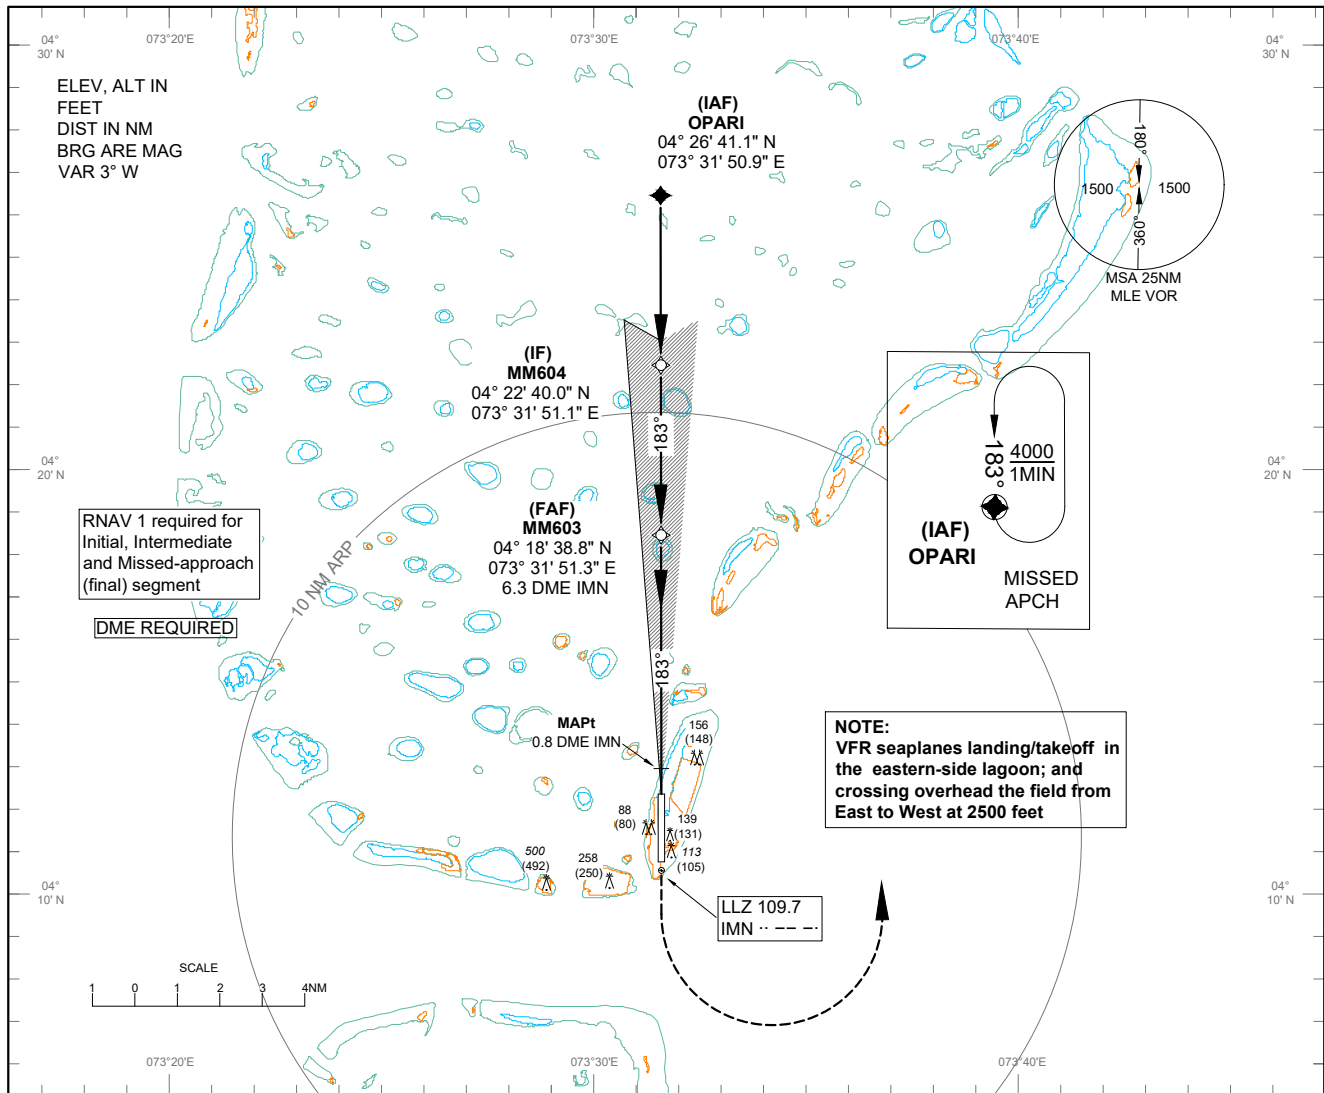 04°
30' N
073°20'E
073°30'E
073°40'E
04°
30' N
ELEV, ALT IN
FEET
DIST IN NM
BRG ARE MAG
VAR 3° W
(IAF)
OPARI
04° 26' 41.1" N
073° 31' 50.9" E
180°
1500
1500
360°
MSA 25NM
MLE VOR
(IF)
MM604
04° 22' 40.0" N
073° 31' 51.1" E
183°
183°
4000
1MIN
(IAF)
OPARI
MISSED
APCH
04°
20' N
04°
20' N
(FAF)
MM603
04° 18' 38.8" N
073° 31' 51.3" E
6.3 DME IMN
RNAV 1 required for
Initial, Intermediate
and Missed-approach
(final) segment
10 NM ARP
DME REQUIRED
183°
MAPt
0.8 DME IMN
156
(148)
NOTE:
VFR seaplanes landing/takeoff in
the eastern-side lagoon; and
crossing overhead the field from
East to West at 2500 feet
88
(80)
139
(131)
113
(105)
500
(492)
258
(250)
04°
10' N
04°
10' N
LLZ 109.7
IMN ·· –– –·
SCALE
1 0 1 2 3 4NM
073°20'E
073°30'E
073°40'E